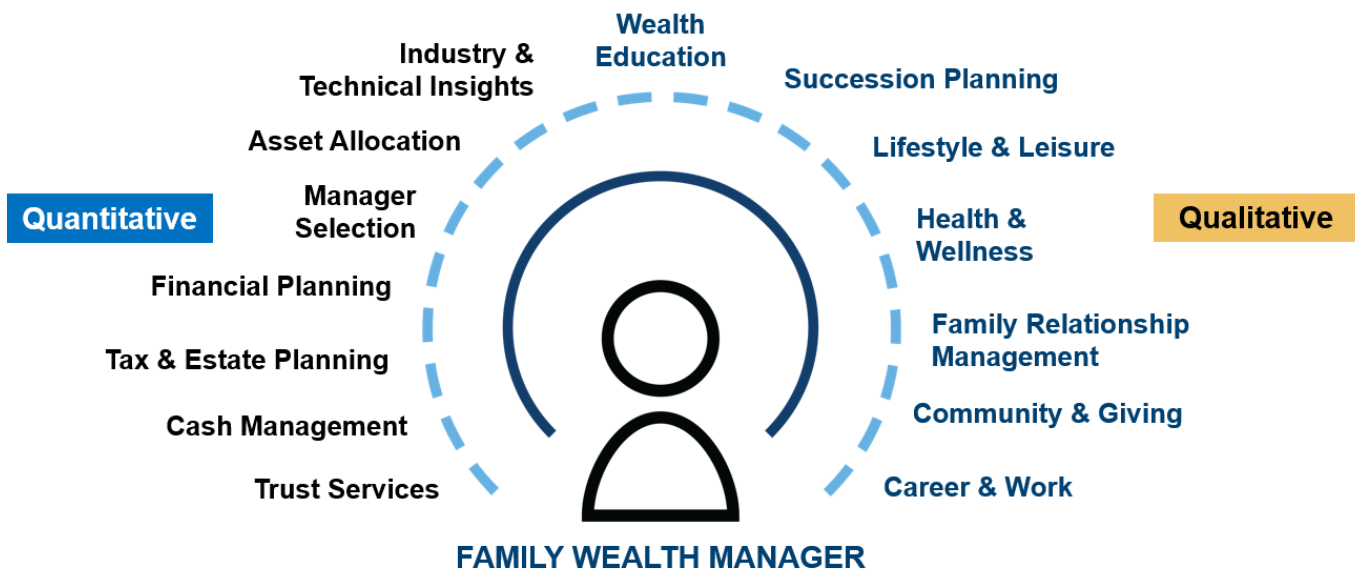 Wealth
Education
Industry &
Technical Insights
Succession Planning
Asset Allocation
Lifestyle & Leisure
Manager
Selection
Quantitative
Health &
Wellness
Qualitative
Financial Planning
Family Relationship
Management
Tax & Estate Planning
Cash Management
Community & Giving
Trust Services
Career & Work
FAMILY WEALTH MANAGER